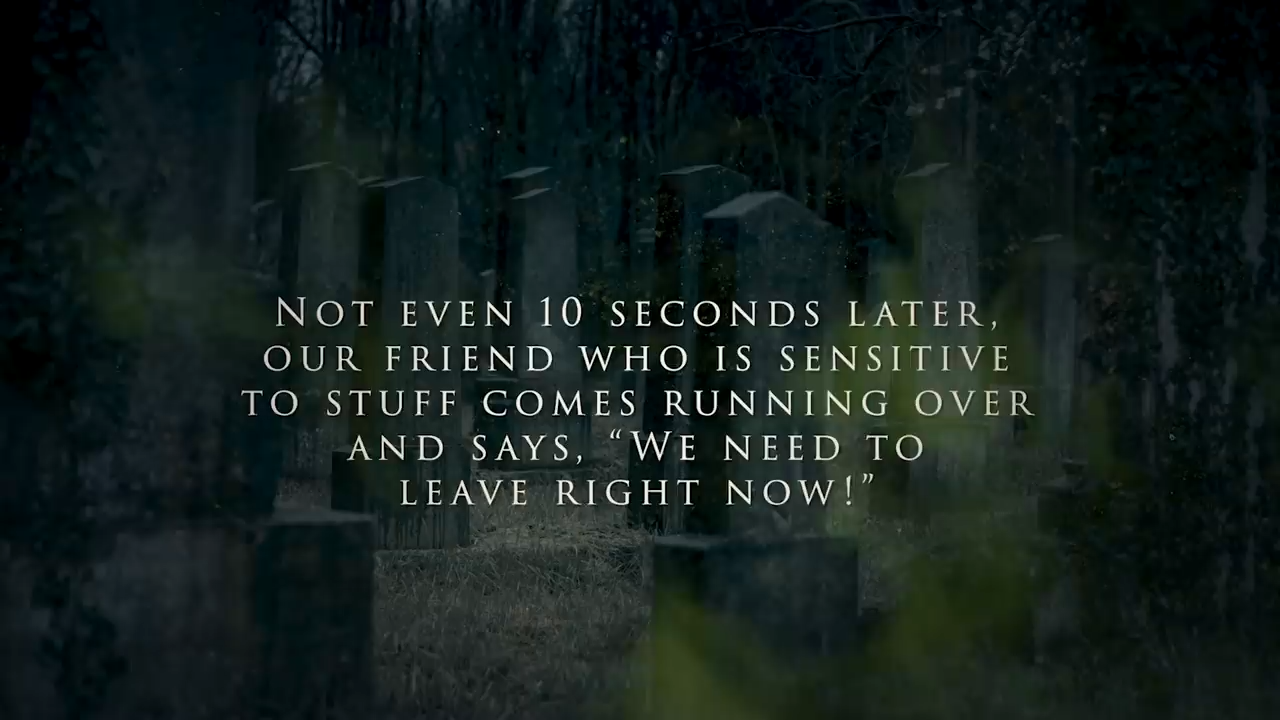 Not even 10 seconds later,
our friend who is sensitive
to stuff comes running over
and says, “We need to
leave right now!”